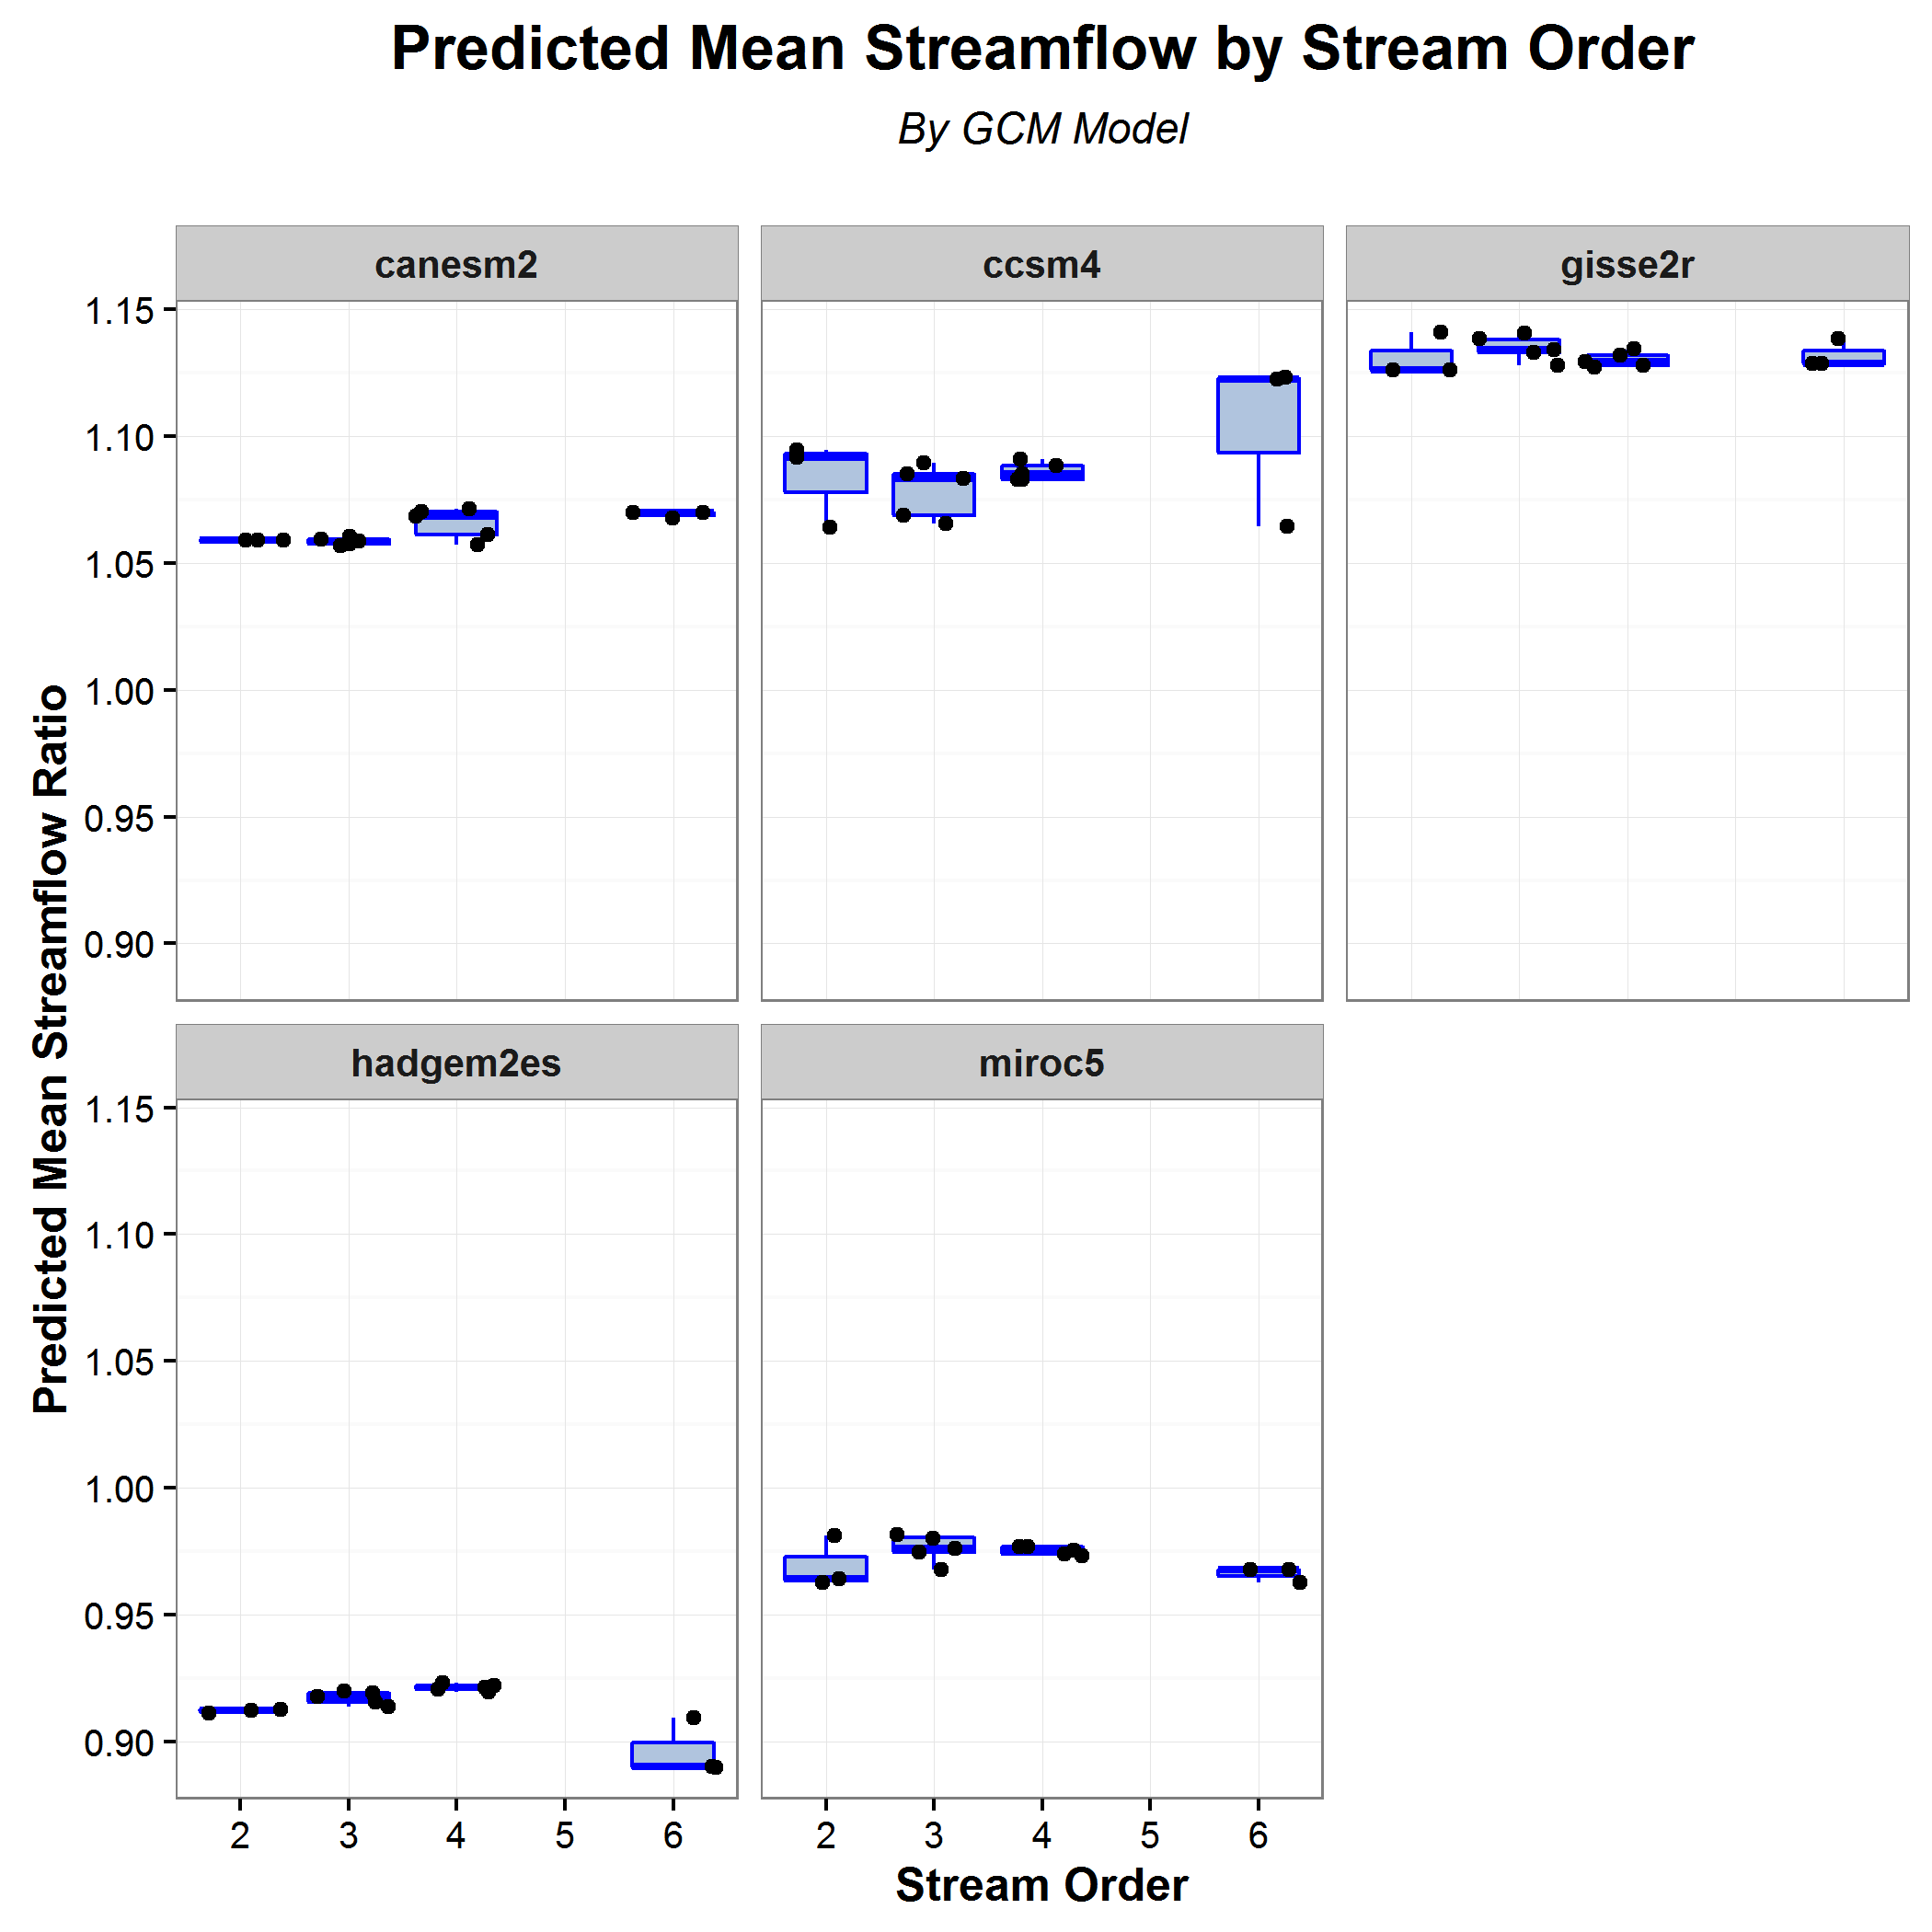 Predicted Mean Streamflow by Stream Order
By GCM Model
canesm2
ccsm4
gisse2r
1.15
1.10
1.05
1.00
0.95
0.90
Predicted Mean Streamflow Ratio
hadgem2es
miroc5
1.15
1.10
1.05
1.00
0.95
0.90
2 3 4 5 6
2 3 4 5 6
Stream Order